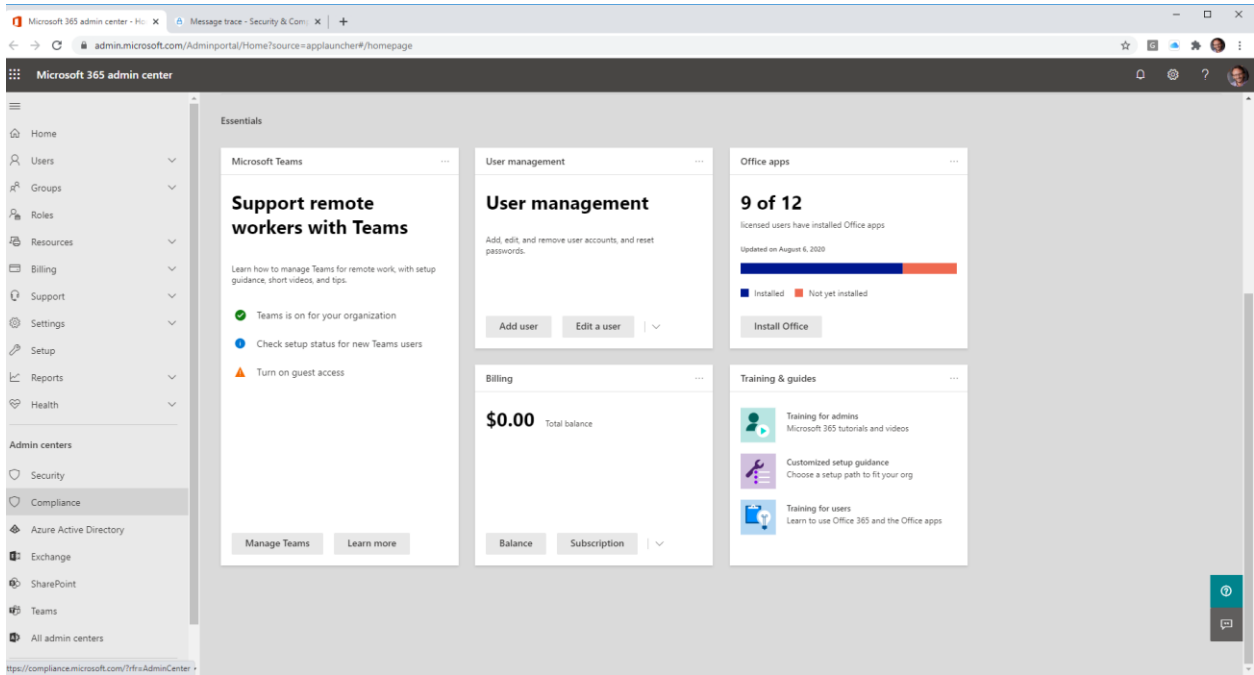 Microsoft 365 admin center - Ho
Message trace - Security & Comp
admin.microsoft.com/Adminportal/Home?source=applauncher#/homepage
Microsoft 365 admin center
Home
Users
Groups
Roles
Resources
Billing
Support
Settings
Setup
Reports
Health
Admin centers
Security
Compliance
Azure Active Directory
Exchange
SharePoint
Teams
All admin centers
ttps://compliance.microsoft.com/?rfr=AdminCenter
Essentials
Microsoft Teams
Support remote
workers with Teams
Learn how to manage Teams for remote work, with setup
guidance, short videos, and tips.
Teams is on for your organization
Check setup status for new Teams users
Turn on guest access
Manage Teams
Learn more
User management
User management
Add, edit, and remove user accounts, and reset
passwords.
Add user
Edit a user
Office apps
9 of 12
licensed users have installed Office apps
Updated on August 6, 2020
Installed
Not yet installed
Install Office
Billing
$0.00 Total balance
Balance
Subscription
Training & guides
Training for admins
Microsoft 365 tutorials and videos
Customized setup guidance
Choose a setup path to fit your org
Training for users
Learn to use Office 365 and the Office apps